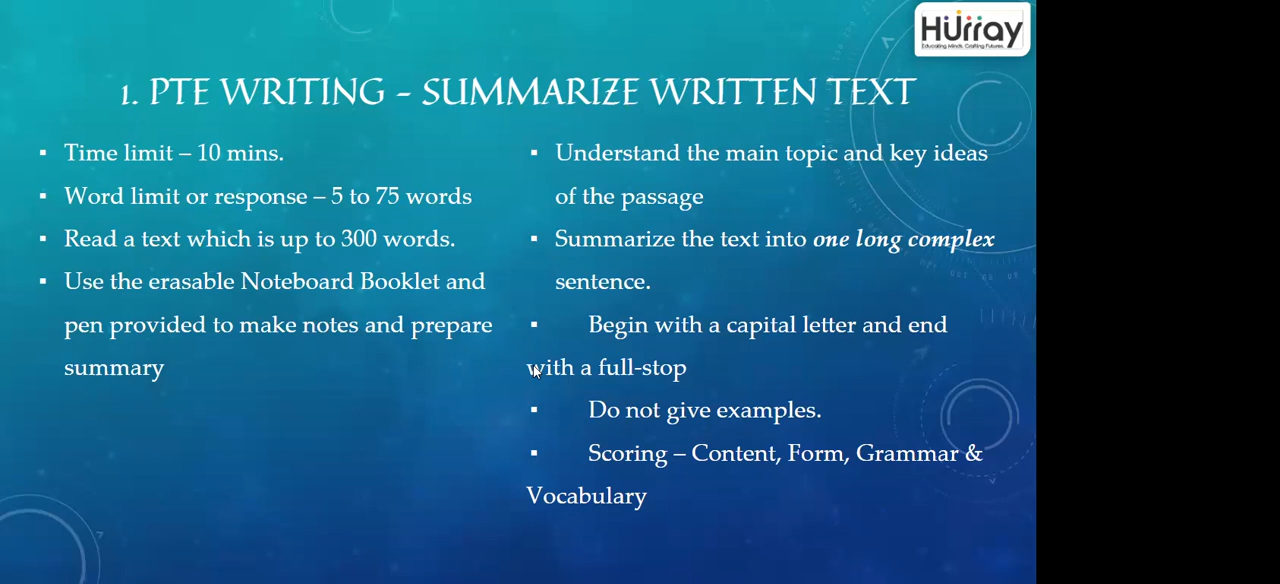 Hurray
Educating Minds. Crafting Futures.
1. PTE WRITING – SUMMARIZE WRITTEN TEXT
▪ Time limit – 10 mins.
▪ Word limit or response – 5 to 75 words
▪ Read a text which is up to 300 words.
▪ Use the erasable Noteboard Booklet and
pen provided to make notes and prepare
summary
▪ Understand the main topic and key ideas
of the passage
▪ Summarize the text into one long complex
sentence.
▪ Begin with a capital letter and end
with a full-stop
▪ Do not give examples.
▪ Scoring – Content, Form, Grammar &
Vocabulary